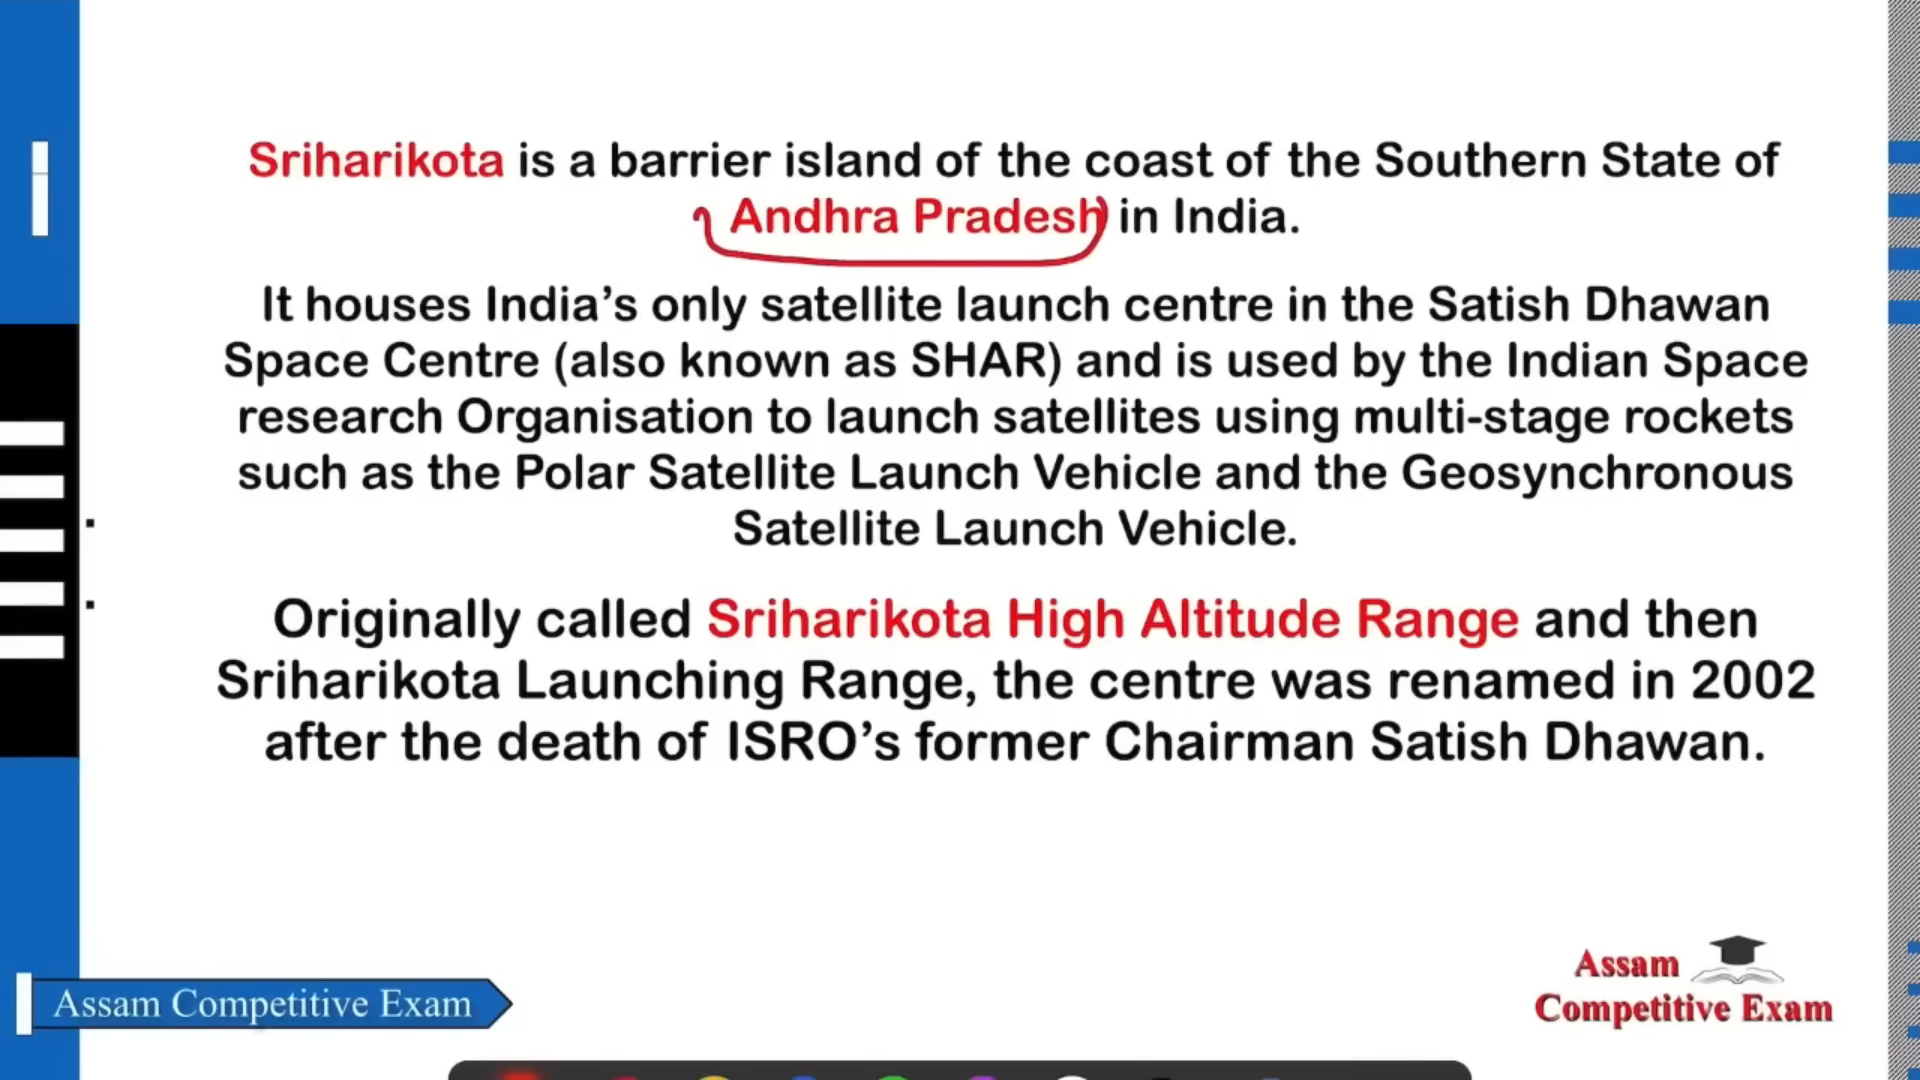 Sriharikota is a barrier island of the coast of the Southern State of
Andhra Pradesh in India.
It houses India's only satellite launch centre in the Satish Dhawan
Space Centre (also known as SHAR) and is used by the Indian Space
research Organisation to launch satellites using multi-stage rockets
such as the Polar Satellite Launch Vehicle and the Geosynchronous
Satellite Launch Vehicle.
Originally called Sriharikota High Altitude Range and then
Sriharikota Launching Range, the centre was renamed in 2002
after the death of ISRO's former Chairman Satish Dhawan.
Assam Competitive Exam
Assam
Competitive Exam